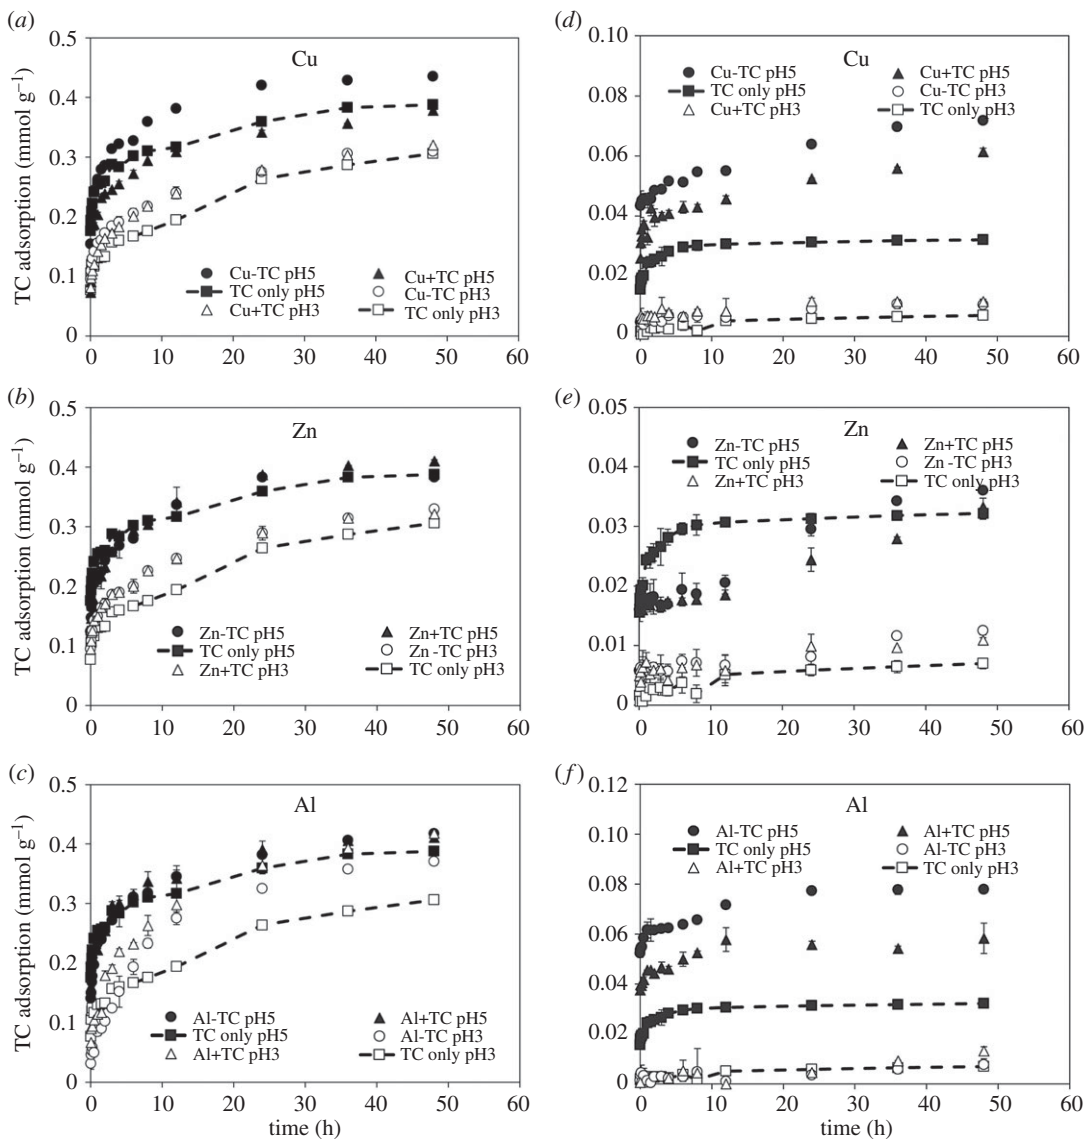 (a)
0.5
0.4
0.3
0.2
0.1
0
TC adsorption (mmol g⁻¹)
Cu
Cu-TC pH5
Cu+TC pH5
TC only pH5
Cu-TC pH3
Cu+TC pH3
TC only pH3
0 10 20 30 40 50 60
(d)
0.10
0.08
0.06
0.04
0.02
0
Cu
Cu-TC pH5
Cu+TC pH5
TC only pH5
Cu-TC pH3
Cu+TC pH3
TC only pH3
0 10 20 30 40 50 60
time (h)
(b)
0.5
0.4
0.3
0.2
0.1
0
TC adsorption (mmol g⁻¹)
Zn
Zn-TC pH5
Zn+TC pH5
TC only pH5
Zn -TC pH3
Zn+TC pH3
TC only pH3
0 10 20 30 40 50 60
(e)
0.05
0.04
0.03
0.02
0.01
0
Zn
Zn-TC pH5
Zn+TC pH5
TC only pH5
Zn -TC pH3
Zn+TC pH3
TC only pH3
0 10 20 30 40 50 60
(c)
0.5
0.4
0.3
0.2
0.1
0
TC adsorption (mmol g⁻¹)
Al
Al-TC pH5
Al+TC pH5
TC only pH5
Al-TC pH3
Al+TC pH3
TC only pH3
0 10 20 30 40 50 60
time (h)
(f)
0.12
0.10
0.08
0.06
0.04
0.02
0
Al
Al-TC pH5
Al+TC pH5
TC only pH5
Al-TC pH3
Al+TC pH3
TC only pH3
0 10 20 30 40 50 60
time (h)